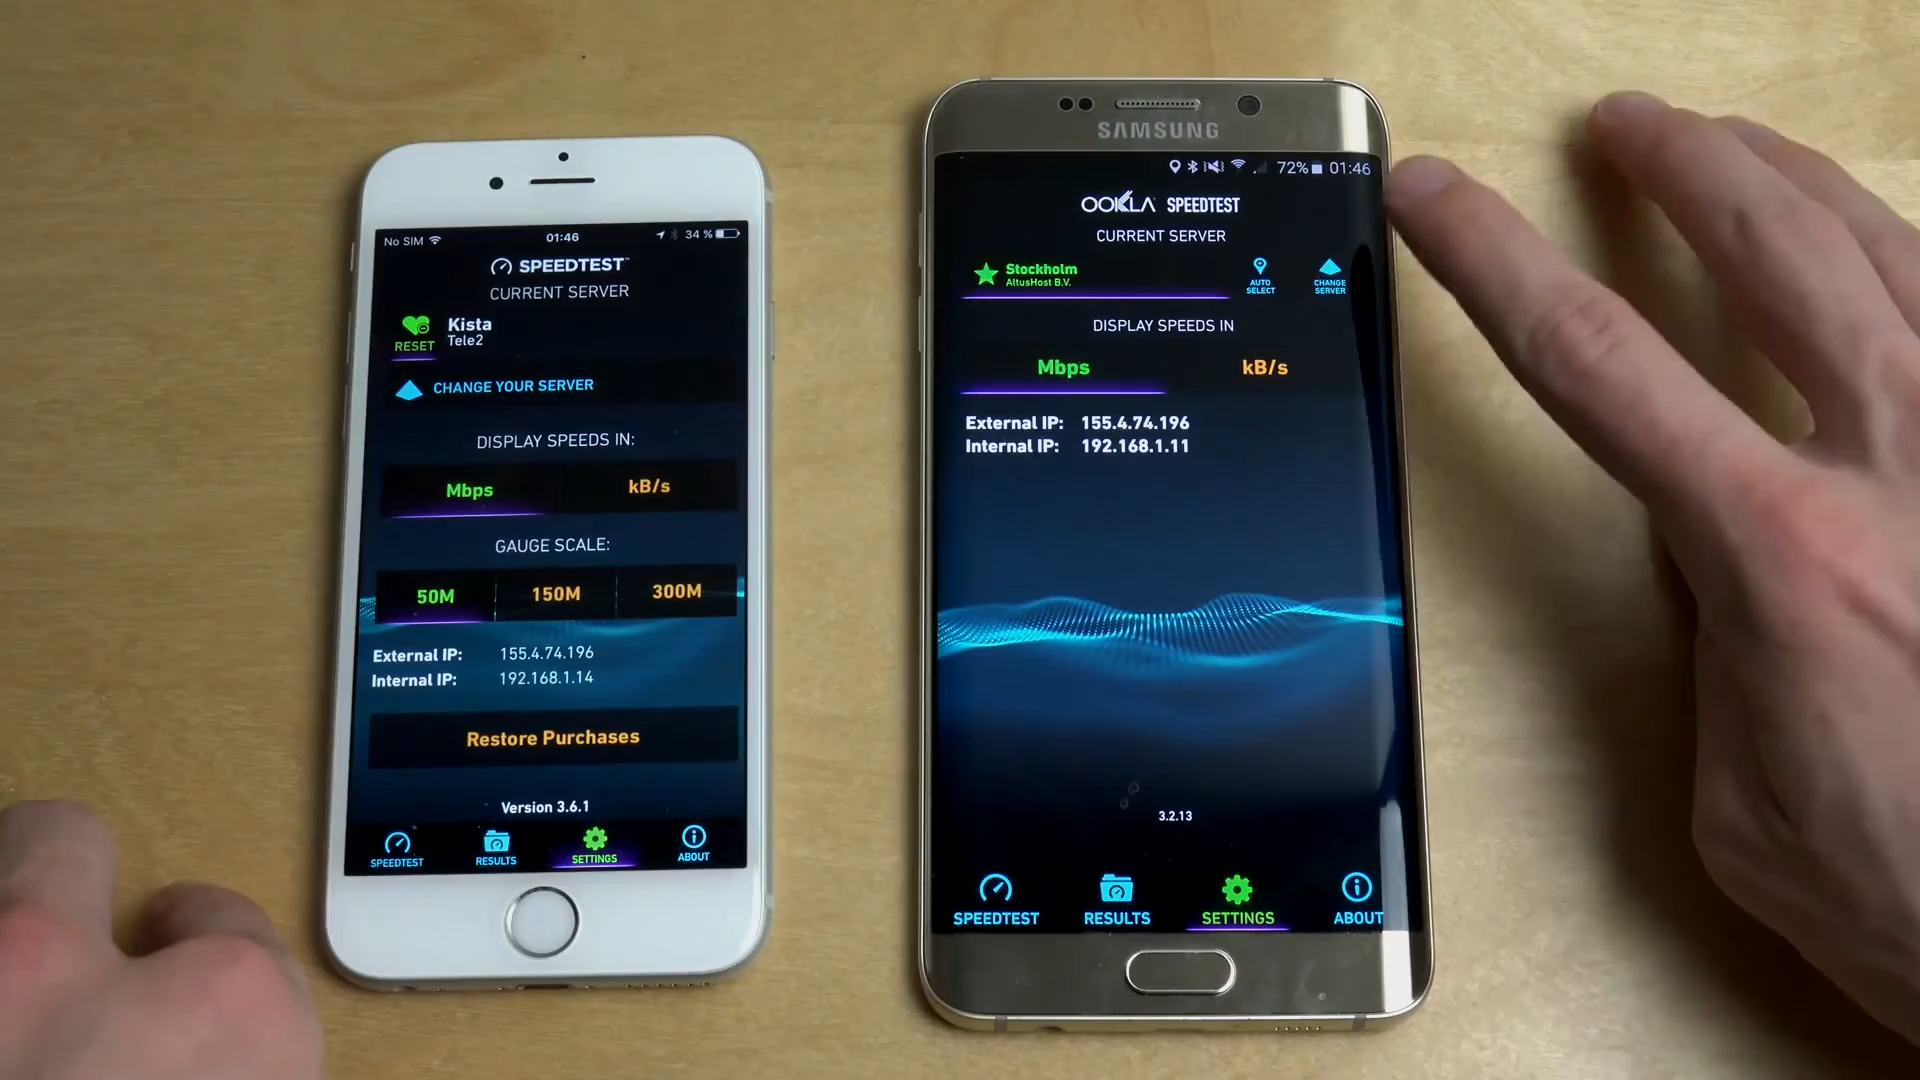 No SIM 01:46 34 %
SPEEDTEST
CURRENT SERVER
RESET
Kista
Tele2
CHANGE YOUR SERVER
DISPLAY SPEEDS IN:
Mbps kB/s
GAUGE SCALE:
50M 150M 300M
External IP: 155.4.74.196
Internal IP: 192.168.1.14
Restore Purchases
Version 3.6.1
SPEEDTEST RESULTS SETTINGS ABOUT
SAMSUNG
72% 01:46
OOKLA SPEEDTEST
CURRENT SERVER
Stockholm
AltusHost B.V.
AUTO SELECT
CHANGE SERVER
DISPLAY SPEEDS IN
Mbps kB/s
External IP: 155.4.74.196
Internal IP: 192.168.1.11
3.2.13
SPEEDTEST RESULTS SETTINGS ABOUT